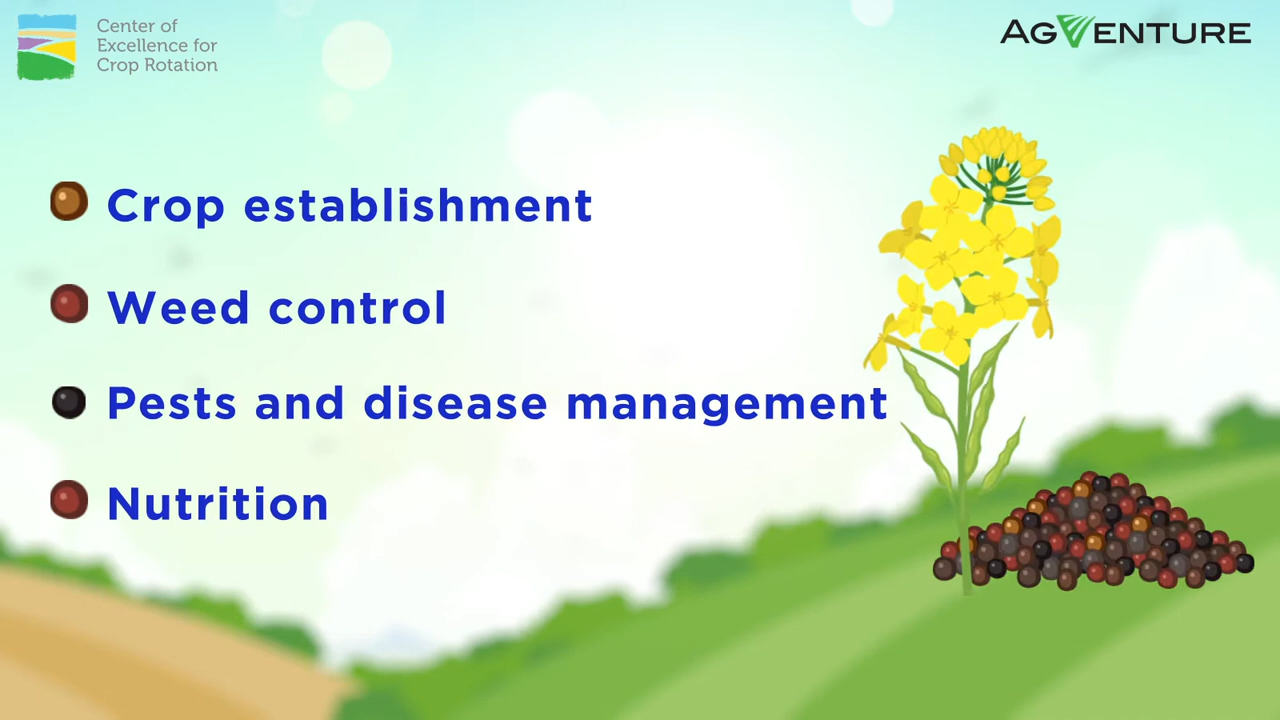 Center of
Excellence for
Crop Rotation
AGVENTURE
Crop establishment
Weed control
Pests and disease management
Nutrition